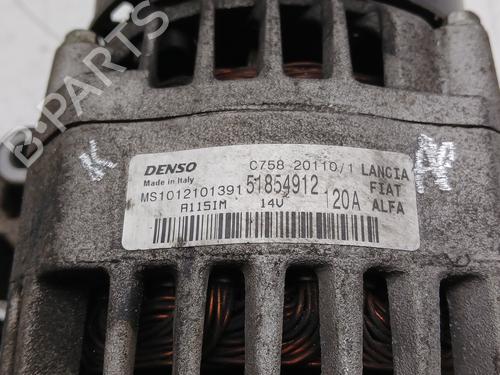 B-PARTS
DENSO
Made in Italy
C758 20110/1
LANCIA
FIAT
ALFA
MS1012101391
51854912
A115IM
14V
120A